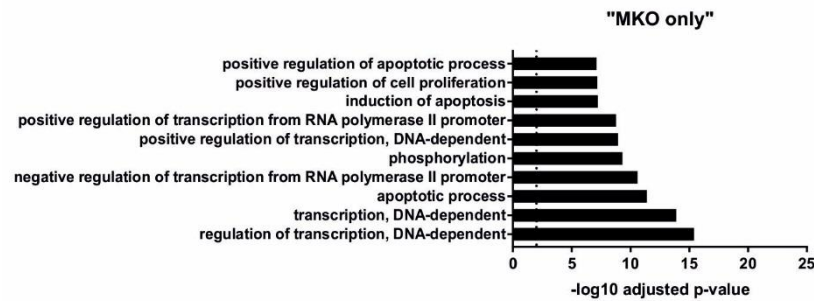 "MKO only"
positive regulation of apoptotic process
positive regulation of cell proliferation
induction of apoptosis
positive regulation of transcription from RNA polymerase II promoter
positive regulation of transcription, DNA-dependent
phosphorylation
negative regulation of transcription from RNA polymerase II promoter
apoptotic process
transcription, DNA-dependent
regulation of transcription, DNA-dependent
0 5 10 15 20 25
-log10 adjusted p-value